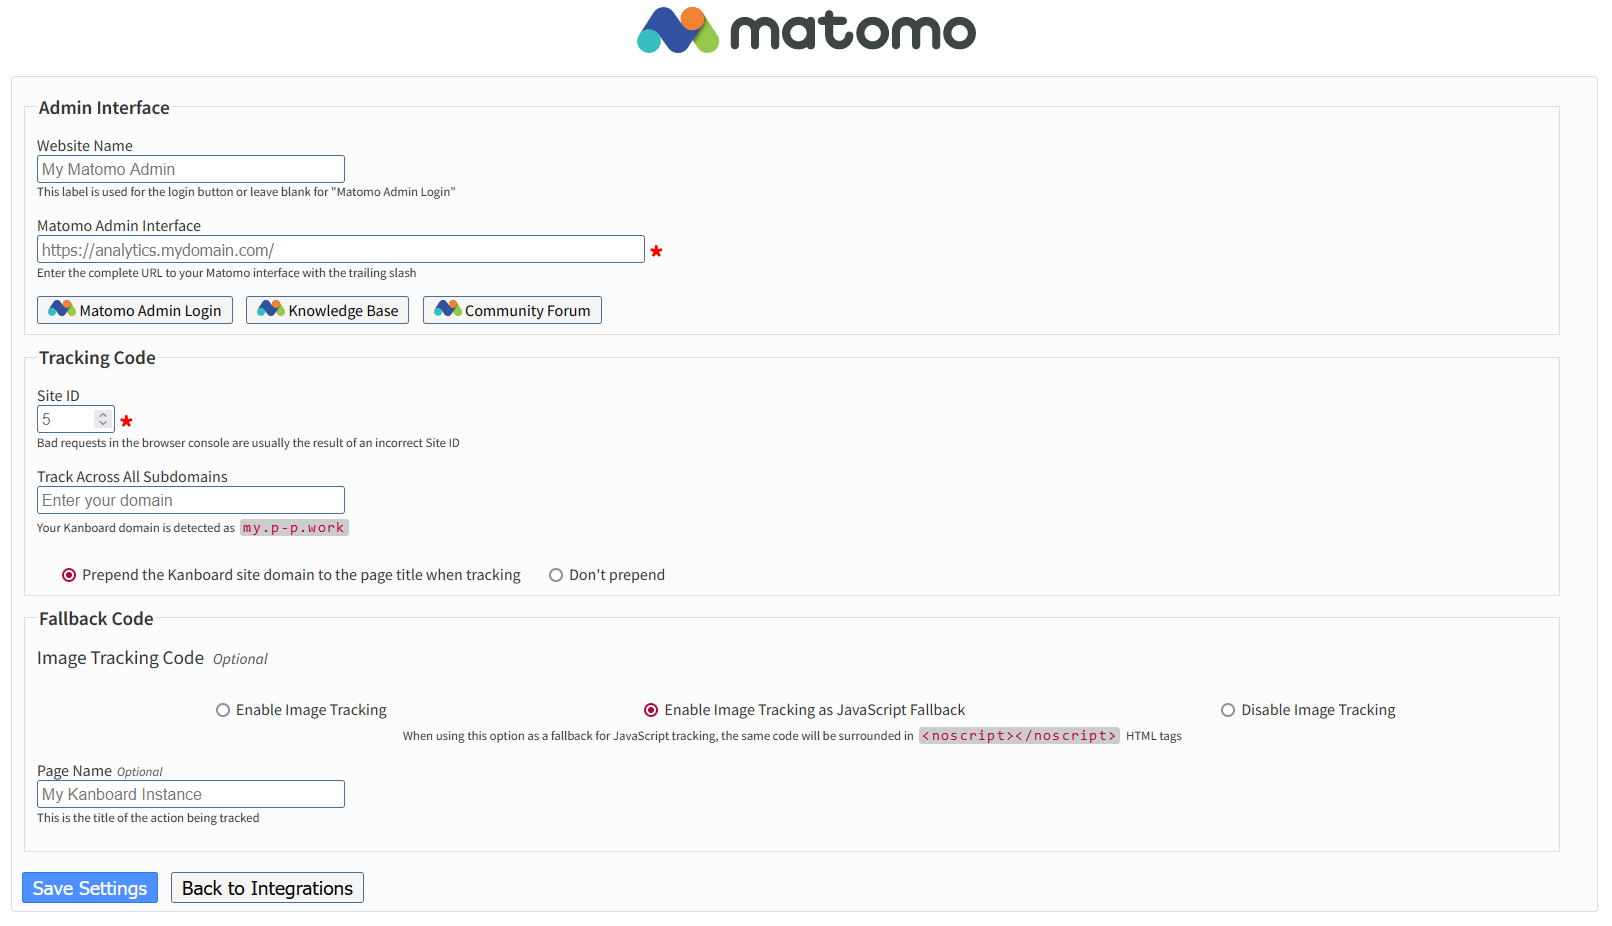 matomo
Admin Interface
Website Name
My Matomo Admin
This label is used for the login button or leave blank for "Matomo Admin Login"
Matomo Admin Interface
https://analytics.mydomain.com/ *
Enter the complete URL to your Matomo interface with the trailing slash
Matomo Admin Login Knowledge Base Community Forum
Tracking Code
Site ID
5 *
Bad requests in the browser console are usually the result of an incorrect Site ID
Track Across All Subdomains
Enter your domain
Your Kanboard domain is detected as my.p-p.work
Prepend the Kanboard site domain to the page title when tracking Don't prepend
Fallback Code
Image Tracking Code Optional
Enable Image Tracking Enable Image Tracking as JavaScript Fallback Disable Image Tracking
When using this option as a fallback for JavaScript tracking, the same code will be surrounded in <noscript></noscript> HTML tags
Page Name Optional
My Kanboard Instance
This is the title of the action being tracked
Save Settings Back to Integrations